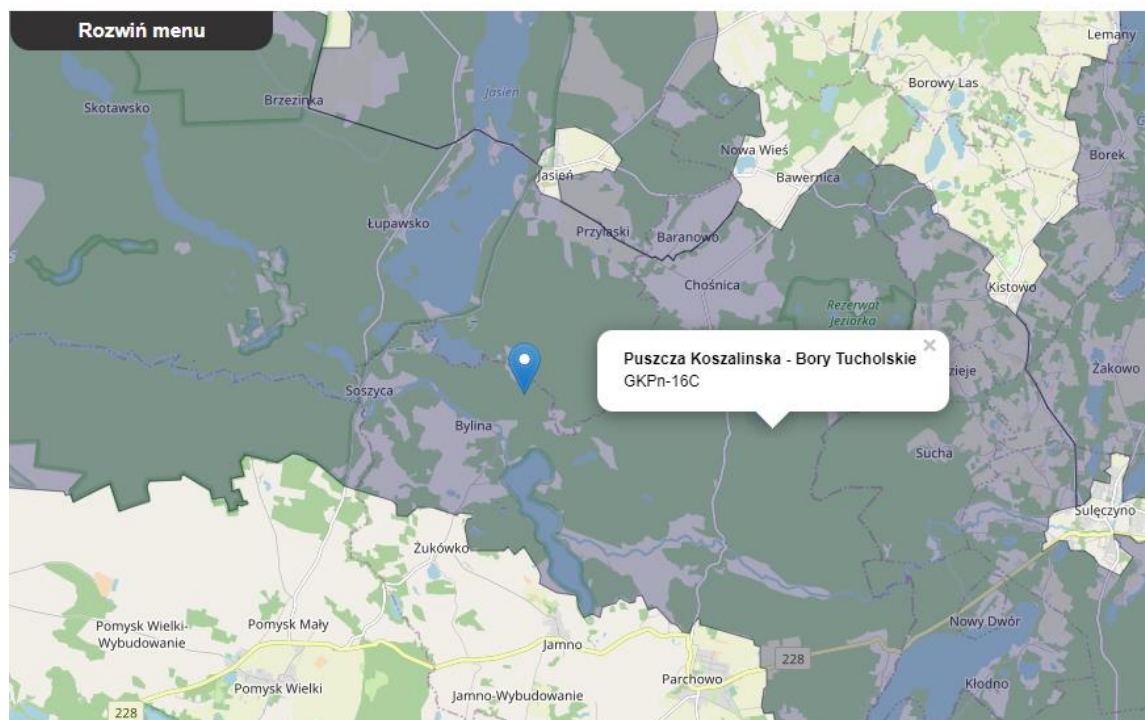 Rozwiń menu
Lemany
Jasień
Borowy Las
Skotawsko
Brzezinka
Nowa Wieś
Borek
Jasień
Bawernica
Łupawsko
Przylaski
Baranowo
Chośnica
Kistowo
Rezerwat
Jeziorka
Puszcza Koszalinska - Bory Tucholskie
×
GKPn-16C
dzieje
Żakowo
Soszyca
Bylina
Sucha
Sulęczyno
Żukówko
Pomysk Wielki-
Wybudowanie
Pomysk Mały
Nowy Dwór
Jamno
228
Parchowo
Pomysk Wielki
Jamno-Wybudowanie
Kłodno
228